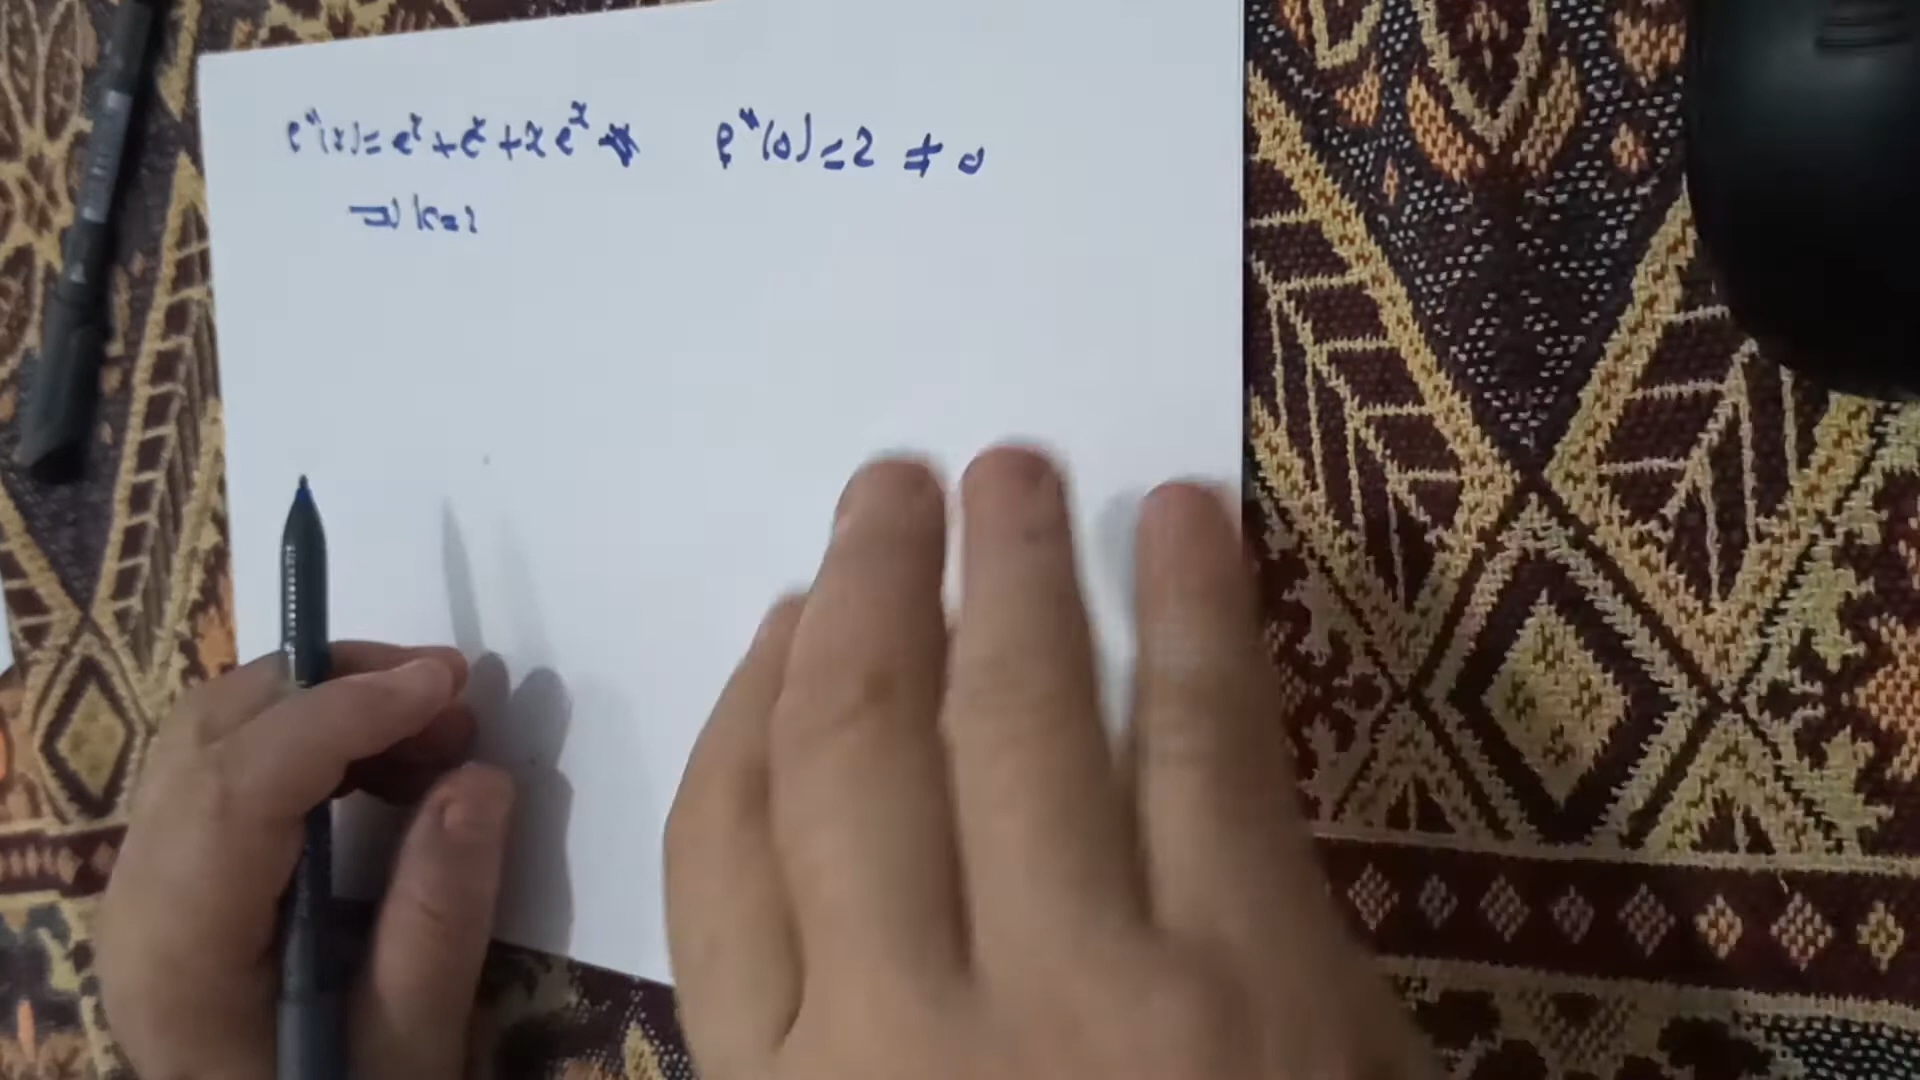 f''(x) = e^x + e^x + x e^x f''(0) = 2 ≠ 0
⇒ k = 2